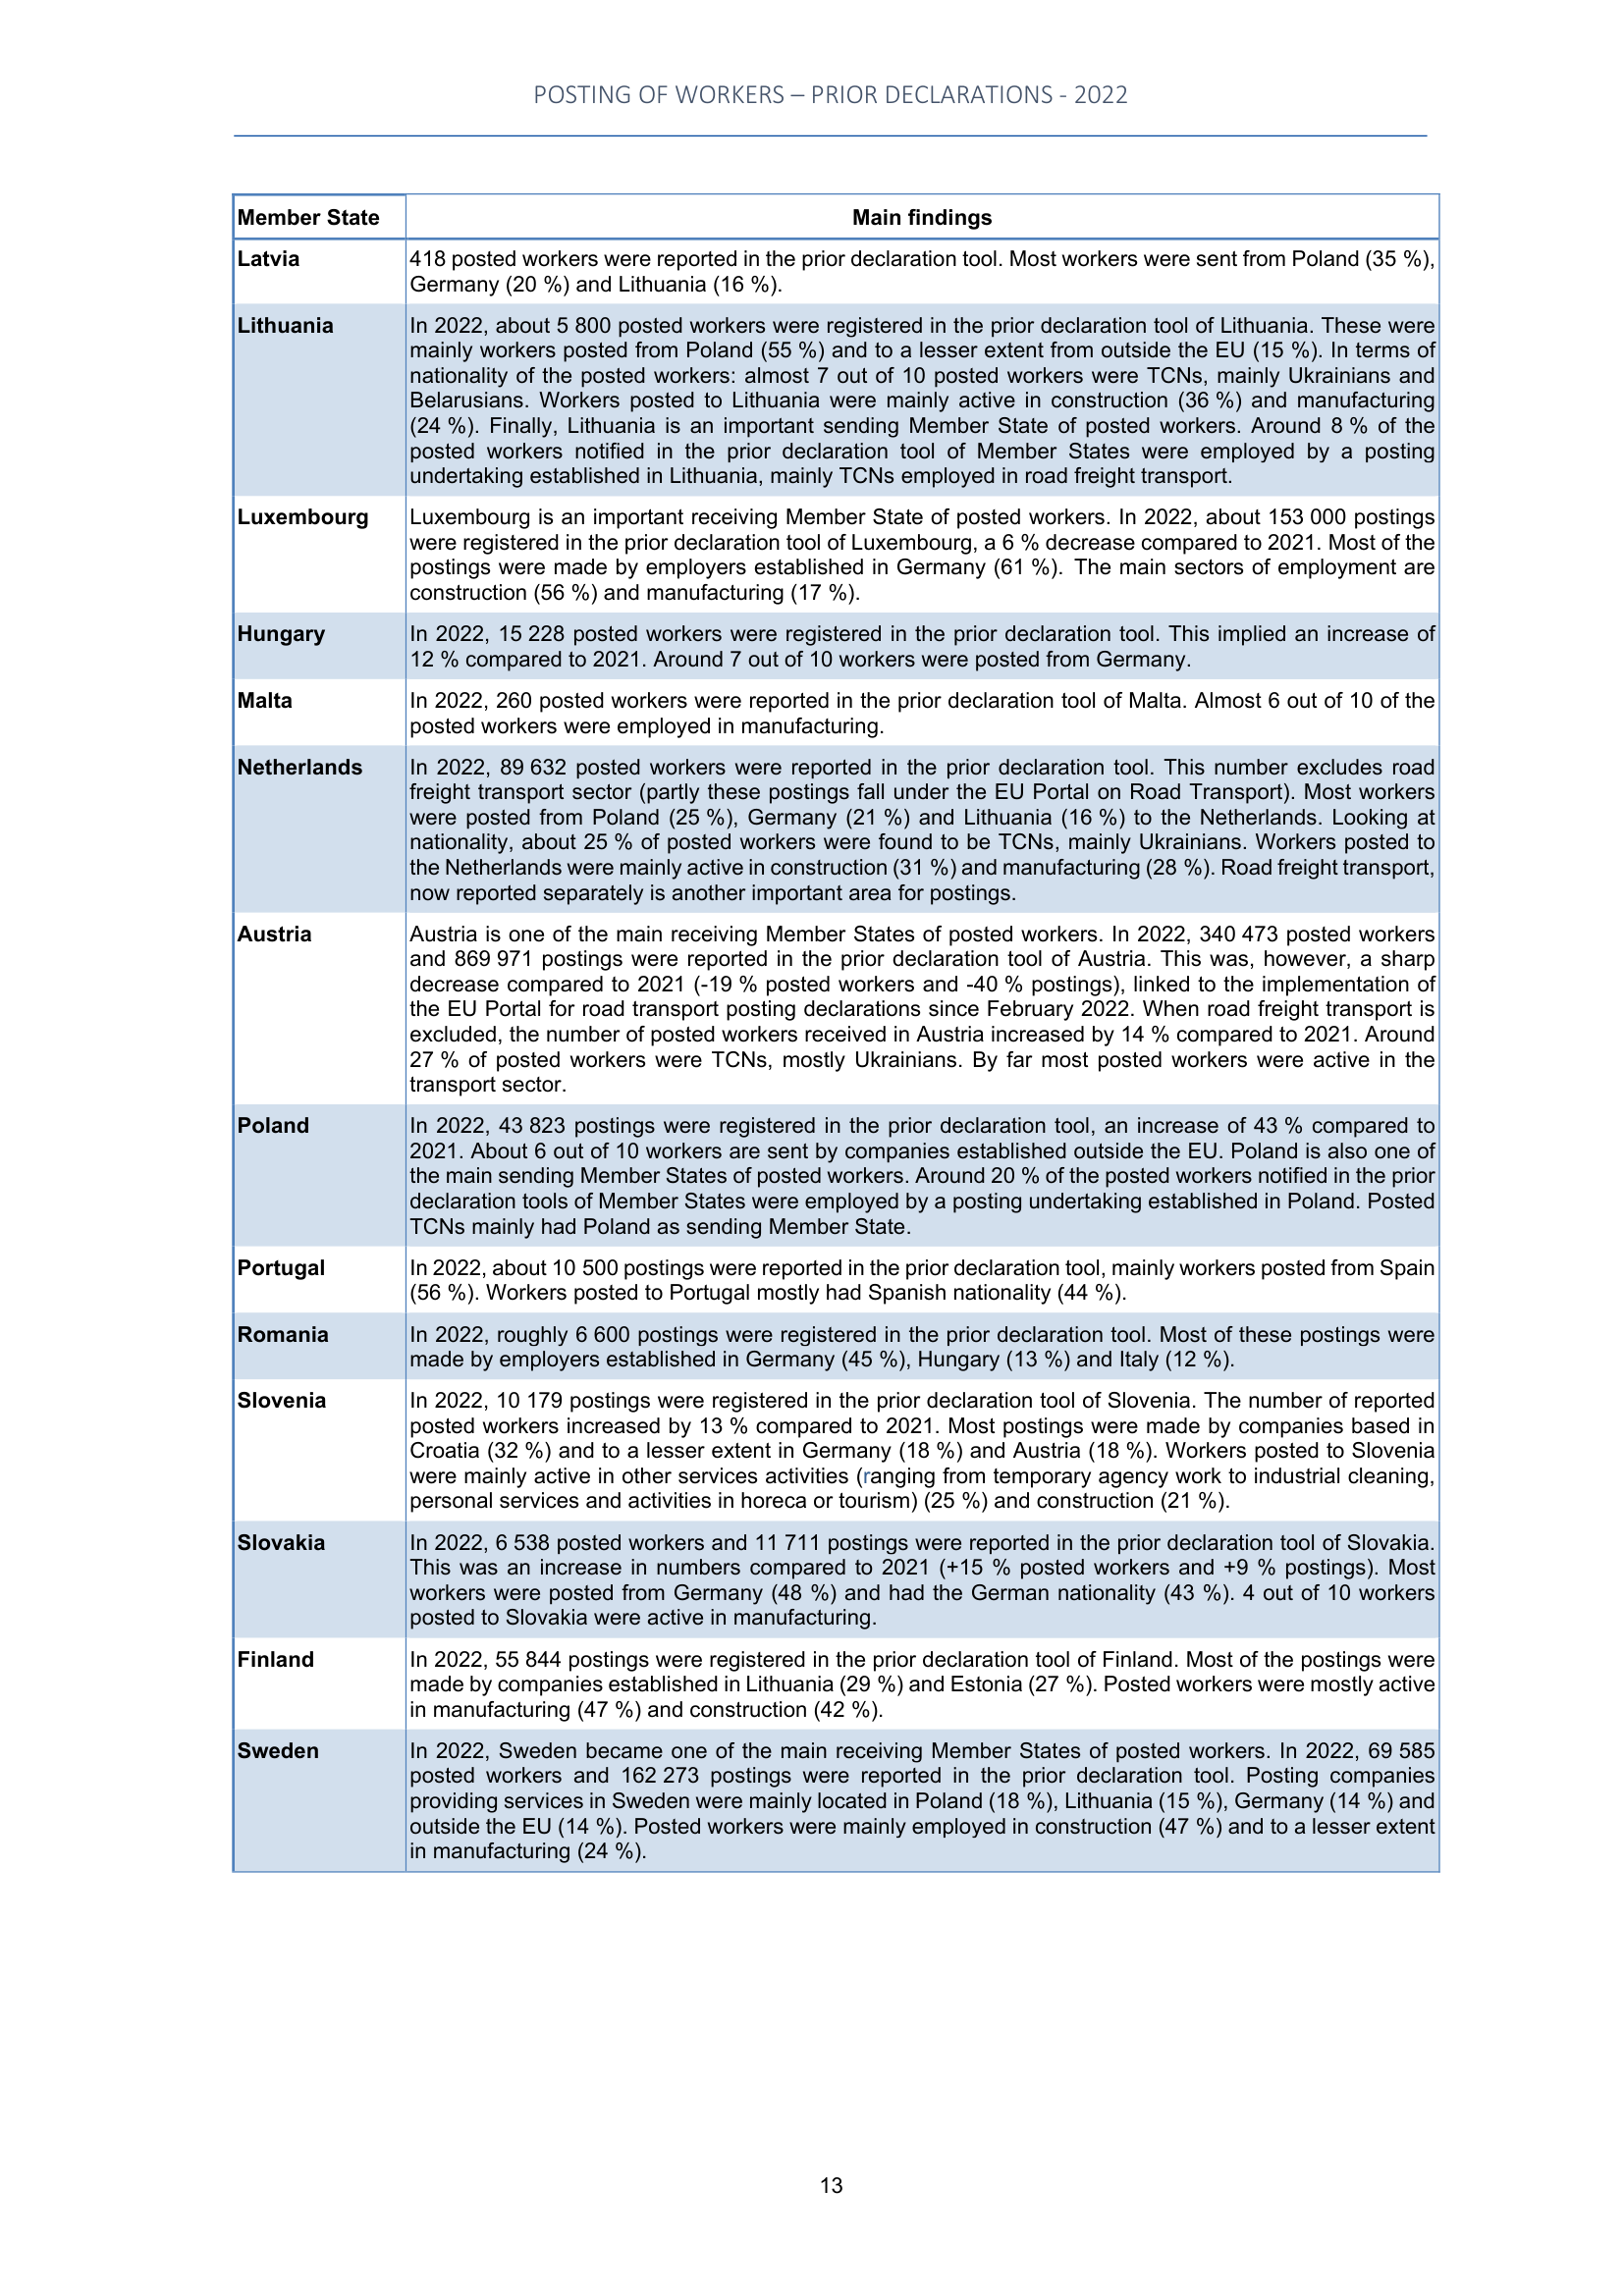 POSTING OF WORKERS – PRIOR DECLARATIONS - 2022
Member State
Main findings
Latvia
418 posted workers were reported in the prior declaration tool. Most workers were sent from Poland (35 %),
Germany (20 %) and Lithuania (16 %).
Lithuania
In 2022, about 5 800 posted workers were registered in the prior declaration tool of Lithuania. These were
mainly workers posted from Poland (55 %) and to a lesser extent from outside the EU (15 %). In terms of
nationality of the posted workers: almost 7 out of 10 posted workers were TCNs, mainly Ukrainians and
Belarusians. Workers posted to Lithuania were mainly active in construction (36 %) and manufacturing
(24 %). Finally, Lithuania is an important sending Member State of posted workers. Around 8 % of the
posted workers notified in the prior declaration tool of Member States were employed by a posting
undertaking established in Lithuania, mainly TCNs employed in road freight transport.
Luxembourg
Luxembourg is an important receiving Member State of posted workers. In 2022, about 153 000 postings
were registered in the prior declaration tool of Luxembourg, a 6 % decrease compared to 2021. Most of the
postings were made by employers established in Germany (61 %). The main sectors of employment are
construction (56 %) and manufacturing (17 %).
Hungary
In 2022, 15 228 posted workers were registered in the prior declaration tool. This implied an increase of
12 % compared to 2021. Around 7 out of 10 workers were posted from Germany.
Malta
In 2022, 260 posted workers were reported in the prior declaration tool of Malta. Almost 6 out of 10 of the
posted workers were employed in manufacturing.
Netherlands
In 2022, 89 632 posted workers were reported in the prior declaration tool. This number excludes road
freight transport sector (partly these postings fall under the EU Portal on Road Transport). Most workers
were posted from Poland (25 %), Germany (21 %) and Lithuania (16 %) to the Netherlands. Looking at
nationality, about 25 % of posted workers were found to be TCNs, mainly Ukrainians. Workers posted to
the Netherlands were mainly active in construction (31 %) and manufacturing (28 %). Road freight transport,
now reported separately is another important area for postings.
Austria
Austria is one of the main receiving Member States of posted workers. In 2022, 340 473 posted workers
and 869 971 postings were reported in the prior declaration tool of Austria. This was, however, a sharp
decrease compared to 2021 (-19 % posted workers and -40 % postings), linked to the implementation of
the EU Portal for road transport posting declarations since February 2022. When road freight transport is
excluded, the number of posted workers received in Austria increased by 14 % compared to 2021. Around
27 % of posted workers were TCNs, mostly Ukrainians. By far most posted workers were active in the
transport sector.
Poland
In 2022, 43 823 postings were registered in the prior declaration tool, an increase of 43 % compared to
2021. About 6 out of 10 workers are sent by companies established outside the EU. Poland is also one of
the main sending Member States of posted workers. Around 20 % of the posted workers notified in the prior
declaration tools of Member States were employed by a posting undertaking established in Poland. Posted
TCNs mainly had Poland as sending Member State.
Portugal
In 2022, about 10 500 postings were reported in the prior declaration tool, mainly workers posted from Spain
(56 %). Workers posted to Portugal mostly had Spanish nationality (44 %).
Romania
In 2022, roughly 6 600 postings were registered in the prior declaration tool. Most of these postings were
made by employers established in Germany (45 %), Hungary (13 %) and Italy (12 %).
Slovenia
In 2022, 10 179 postings were registered in the prior declaration tool of Slovenia. The number of reported
posted workers increased by 13 % compared to 2021. Most postings were made by companies based in
Croatia (32 %) and to a lesser extent in Germany (18 %) and Austria (18 %). Workers posted to Slovenia
were mainly active in other services activities (ranging from temporary agency work to industrial cleaning,
personal services and activities in horeca or tourism) (25 %) and construction (21 %).
Slovakia
In 2022, 6 538 posted workers and 11 711 postings were reported in the prior declaration tool of Slovakia.
This was an increase in numbers compared to 2021 (+15 % posted workers and +9 % postings). Most
workers were posted from Germany (48 %) and had the German nationality (43 %). 4 out of 10 workers
posted to Slovakia were active in manufacturing.
Finland
In 2022, 55 844 postings were registered in the prior declaration tool of Finland. Most of the postings were
made by companies established in Lithuania (29 %) and Estonia (27 %). Posted workers were mostly active
in manufacturing (47 %) and construction (42 %).
Sweden
In 2022, Sweden became one of the main receiving Member States of posted workers. In 2022, 69 585
posted workers and 162 273 postings were reported in the prior declaration tool. Posting companies
providing services in Sweden were mainly located in Poland (18 %), Lithuania (15 %), Germany (14 %) and
outside the EU (14 %). Posted workers were mainly employed in construction (47 %) and to a lesser extent
in manufacturing (24 %).
13